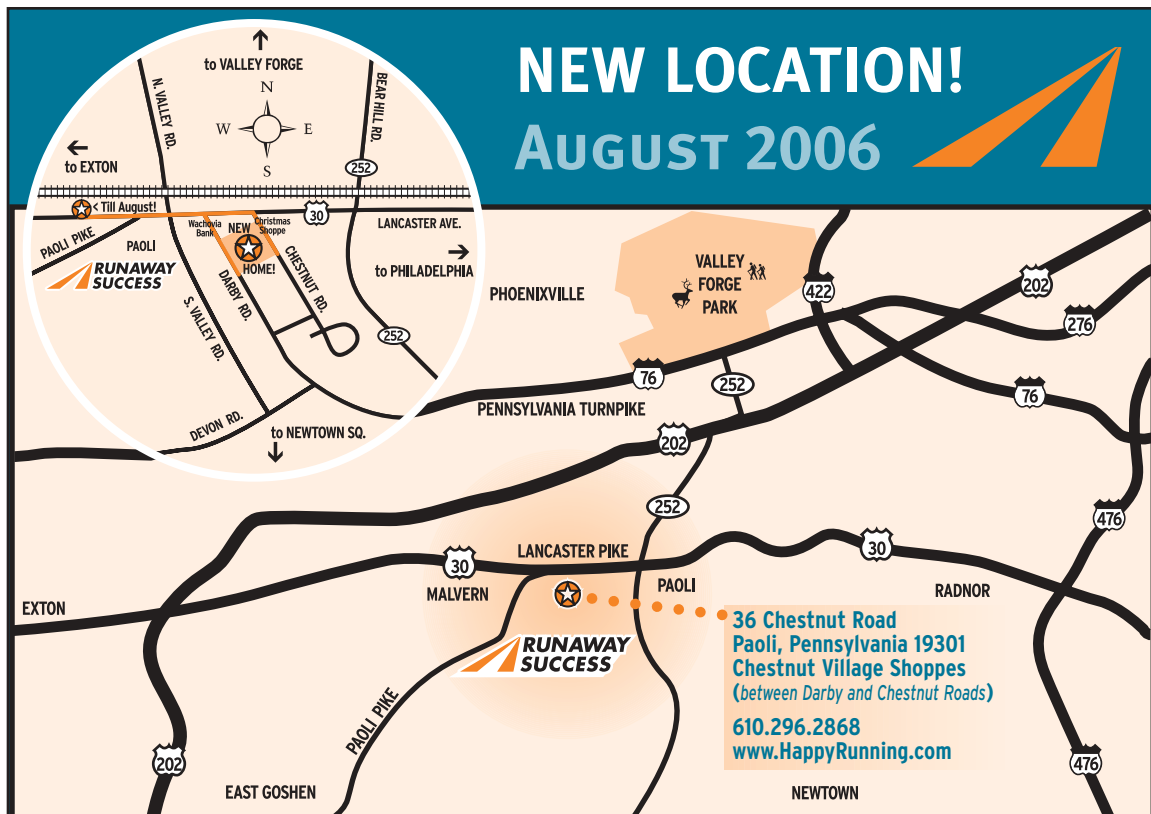 NEW LOCATION!
AUGUST 2006
to VALLEY FORGE
N. VALLEY RD.
BEAR HILL RD.
N
W
E
S
to EXTON
252
< Till August!
30
Wachovia
Bank
NEW
HOME!
Christmas
Shoppe
LANCASTER AVE.
PAOLI PIKE
PAOLI
to PHILADELPHIA
RUNAWAY
SUCCESS
DARBY RD.
CHESTNUT RD.
S. VALLEY RD.
252
DEVON RD.
to NEWTOWN SQ.
PHOENIXVILLE
VALLEY
FORGE
PARK
422
202
276
76
252
76
PENNSYLVANIA TURNPIKE
202
252
476
LANCASTER PIKE
30
30
MALVERN
PAOLI
RADNOR
EXTON
RUNAWAY
SUCCESS
36 Chestnut Road
Paoli, Pennsylvania 19301
Chestnut Village Shoppes
(between Darby and Chestnut Roads)
610.296.2868
www.HappyRunning.com
PAOLI PIKE
202
476
EAST GOSHEN
NEWTOWN